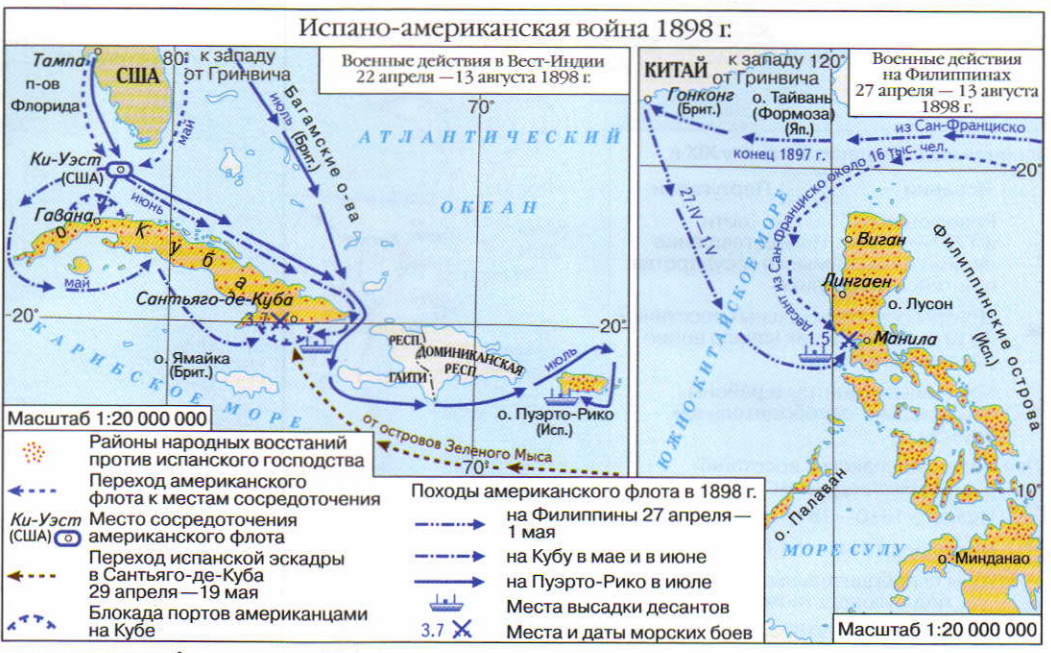 Испано-американская война 1898 г.
Военные действия в Вест-Индии
22 апреля — 13 августа 1898 г.
Тампа
США
80°
к западу
от Гринвича
п-ов
Флорида
май
июль
Багамские о-ва
(Брит.)
70°
АТЛАНТИЧЕСКИЙ
ОКЕАН
Ки-Уэст
(США)
Гавана
июнь
о. Куба
май
Сантьяго-де-Куба
3.7
20°
20°
о. Ямайка
(Брит.)
КАРИБСКОЕ МОРЕ
РЕСП.
ГАИТИ
ДОМИНИКАНСКАЯ
РЕСП.
июль
о. Пуэрто-Рико
(Исп.)
от островов Зеленого Мыса
70°
Масштаб 1:20 000 000
КИТАЙ
к западу 120°
от Гринвича
Военные действия
на Филиппинах
27 апреля — 13 августа
1898 г.
Гонконг
(Брит.)
о. Тайвань
(Формоза)
(Яп.)
из Сан-Франциско
конец 1897 г.
20°
27.IV—1.V
десант из Сан-Франциско около 16 тыс. чел.
ЮЖНО-КИТАЙСКОЕ МОРЕ
Виган
Лингаен
о. Лусон
1.5
Манила
Филиппинские острова
(Исп.)
10°
о. Палаван
МОРЕ СУЛУ
о. Минданао
Масштаб 1:20 000 000
Районы народных восстаний
против испанского господства
Переход американского
флота к местам сосредоточения
Ки-Уэст
(США)
Место сосредоточения
американского флота
Переход испанской эскадры
в Сантьяго-де-Куба
29 апреля — 19 мая
Блокада портов американцами
на Кубе
Походы американского флота в 1898 г.
на Филиппины 27 апреля —
1 мая
на Кубу в мае и в июне
на Пуэрто-Рико в июле
Места высадки десантов
3.7
Места и даты морских боев